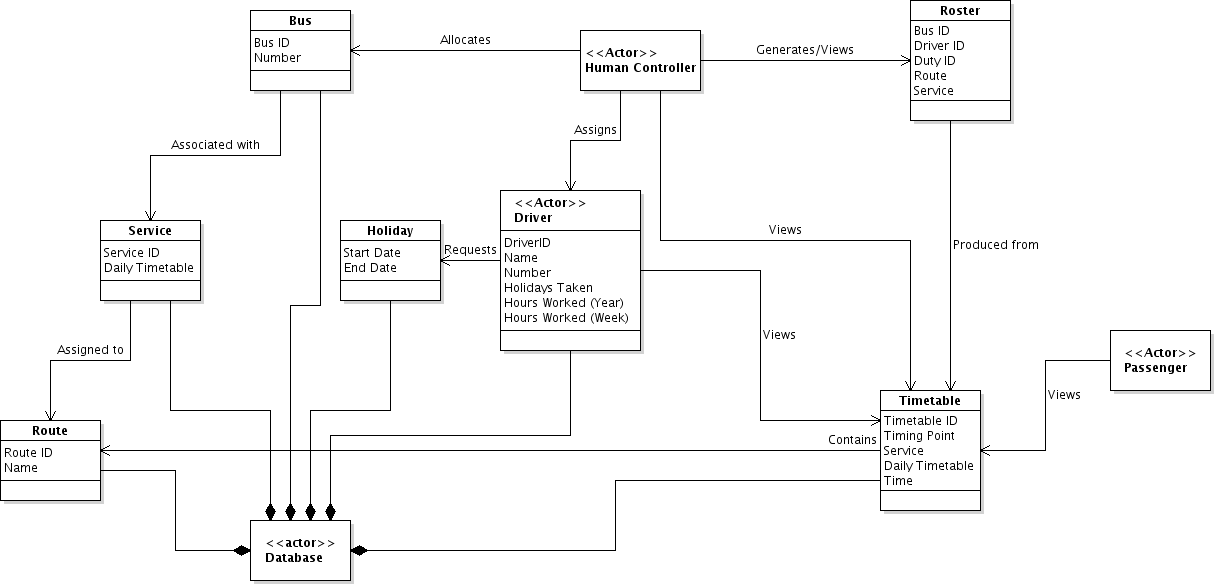 Bus
Bus ID
Number
Allocates
<<Actor>>
Human Controller
Generates/Views
Roster
Bus ID
Driver ID
Duty ID
Route
Service
Associated with
Assigns
Service
Service ID
Daily Timetable
Holiday
Start Date
End Date
Requests
<<Actor>>
Driver
DriverID
Name
Number
Holidays Taken
Hours Worked (Year)
Hours Worked (Week)
Views
Produced from
Views
Assigned to
<<Actor>>
Passenger
Views
Route
Route ID
Name
Contains
Timetable
Timetable ID
Timing Point
Service
Daily Timetable
Time
<<actor>>
Database